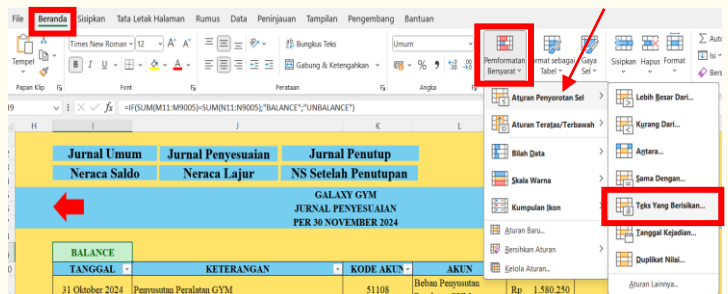 File Beranda Sisipkan Tata Letak Halaman Rumus Data Peninjauan Tampilan Pengembang Bantuan
Tempel
Times New Roman 12 A^ A˅
B I U A
Bungkus Teks
Gabung & Ketengahkan
Umum
% 9
Pemformatan Bersyarat
Format sebagai Tabel
Gaya Sel
Sisipkan Hapus Format
Papan Klip Font Perataan Angka
fx =IF(SUM(M11:M9005)=SUM(N11:N9005);"BALANCE";"UNBALANCE")
H I J K L
Jurnal Umum Jurnal Penyesuaian Jurnal Penutup
Neraca Saldo Neraca Lajur NS Setelah Penutupan
GALAXY GYM
JURNAL PENYESUAIAN
PER 30 NOVEMBER 2024
BALANCE
TANGGAL KETERANGAN KODE AKUN AKUN
31 Oktober 2024 Penyusutan Peralatan GYM 51108 Beban Penyusutan Rp 1.580.250
Aturan Penyorotan Sel
Aturan Teratas/Terbawah
Bilah Data
Skala Warna
Kumpulan Ikon
Aturan Baru...
Bersihkan Aturan
Kelola Aturan...
Lebih Besar Dari...
Kurang Dari...
Antara...
Sama Dengan...
Teks Yang Berisikan...
Tanggal Kejadian...
Duplikat Nilai...
Aturan Lainnya...